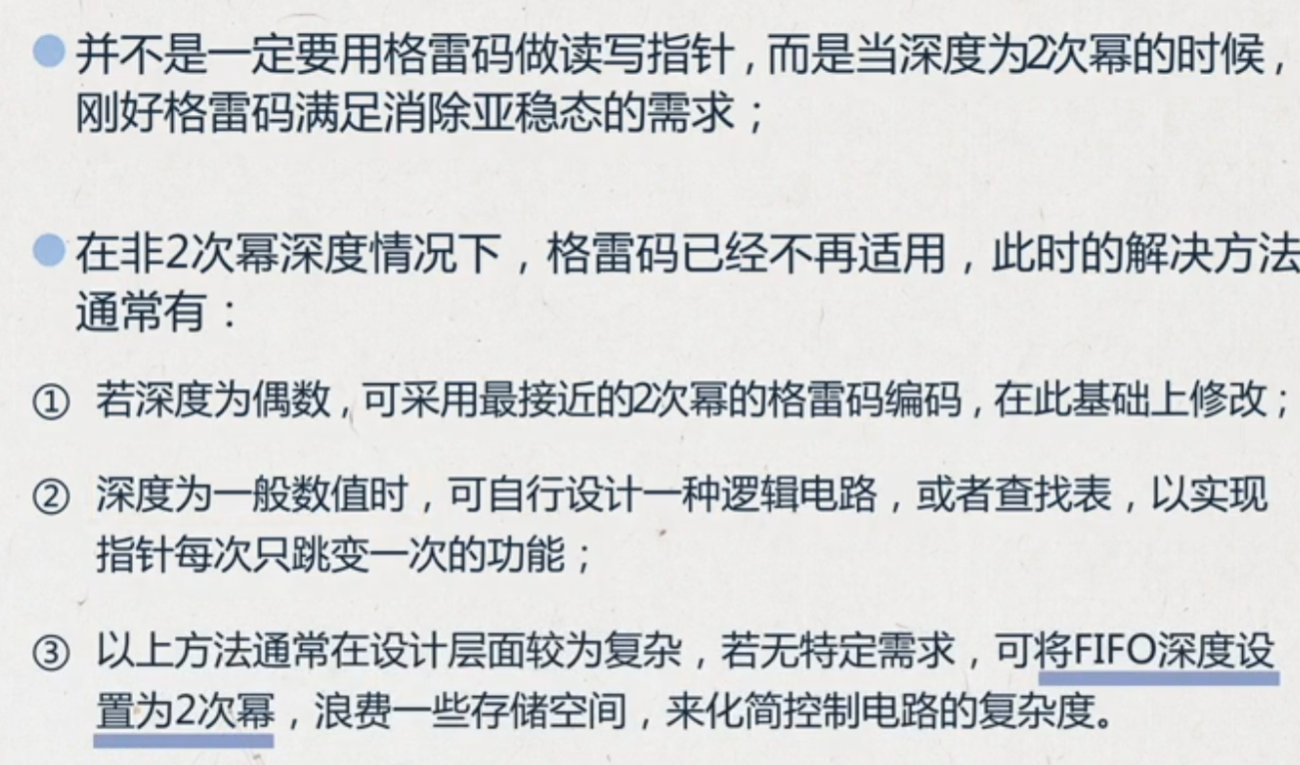 并不是一定要用格雷码做读写指针，而是当深度为2次幂的时候，
刚好格雷码满足消除亚稳态的需求；
在非2次幂深度情况下，格雷码已经不再适用，此时的解决方法
通常有：
① 若深度为偶数，可采用最接近的2次幂的格雷码编码，在此基础上修改；
② 深度为一般数值时，可自行设计一种逻辑电路，或者查找表，以实现
指针每次只跳变一次的功能；
③ 以上方法通常在设计层面较为复杂，若无特定需求，可将FIFO深度设
置为2次幂，浪费一些存储空间，来化简控制电路的复杂度。